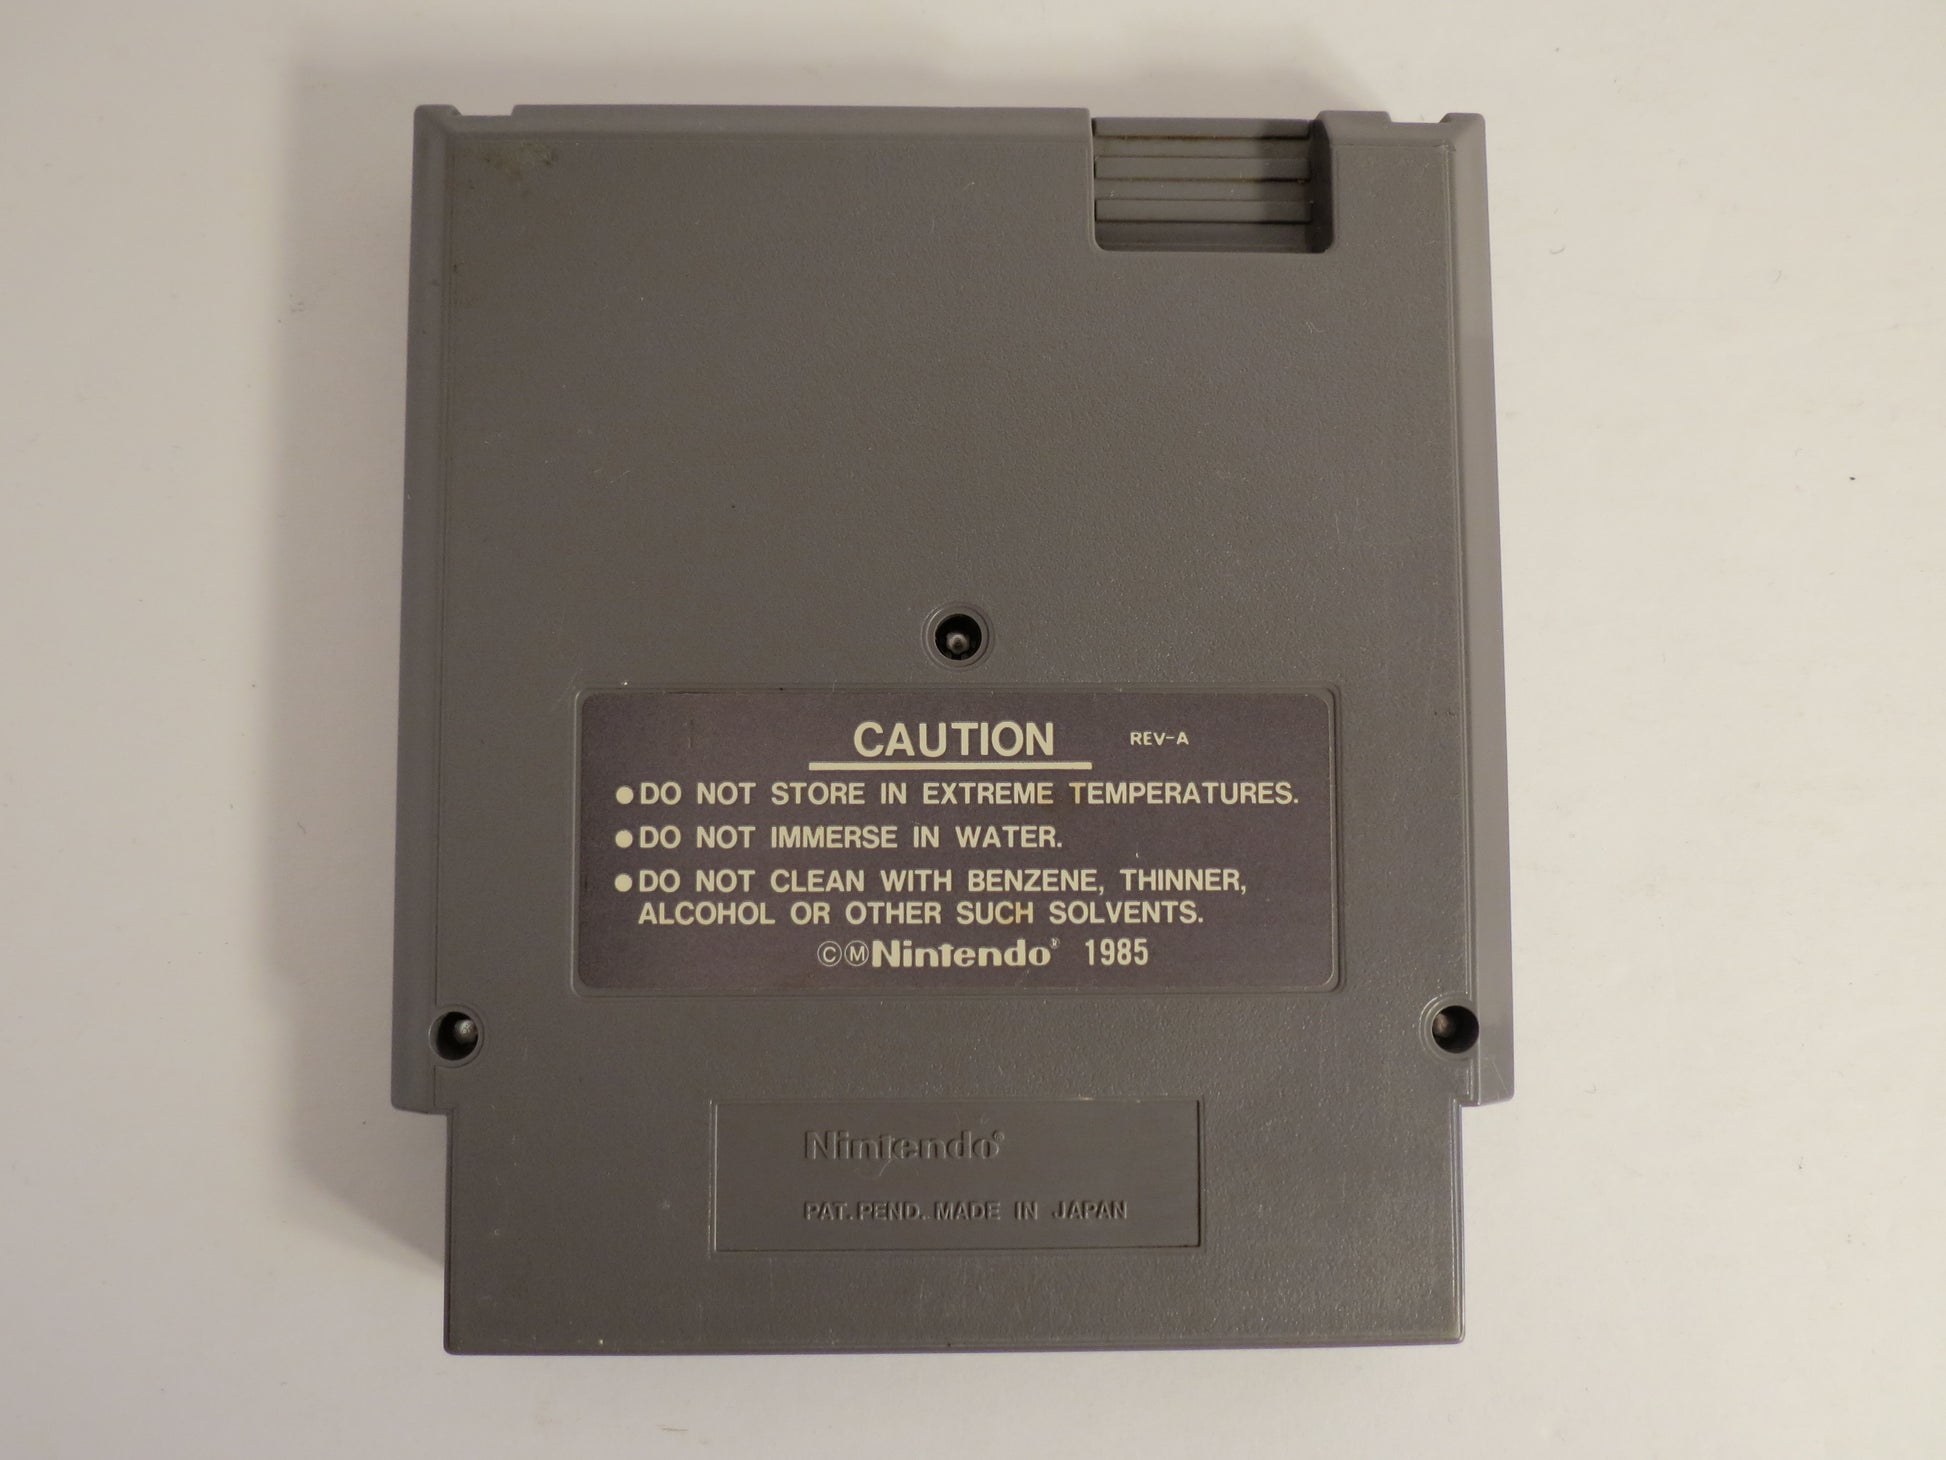 CAUTION REV-A
●DO NOT STORE IN EXTREME TEMPERATURES.
●DO NOT IMMERSE IN WATER.
●DO NOT CLEAN WITH BENZENE, THINNER,
ALCOHOL OR OTHER SUCH SOLVENTS.
©ⓂNintendo® 1985
Nintendo®
PAT. PEND. MADE IN JAPAN